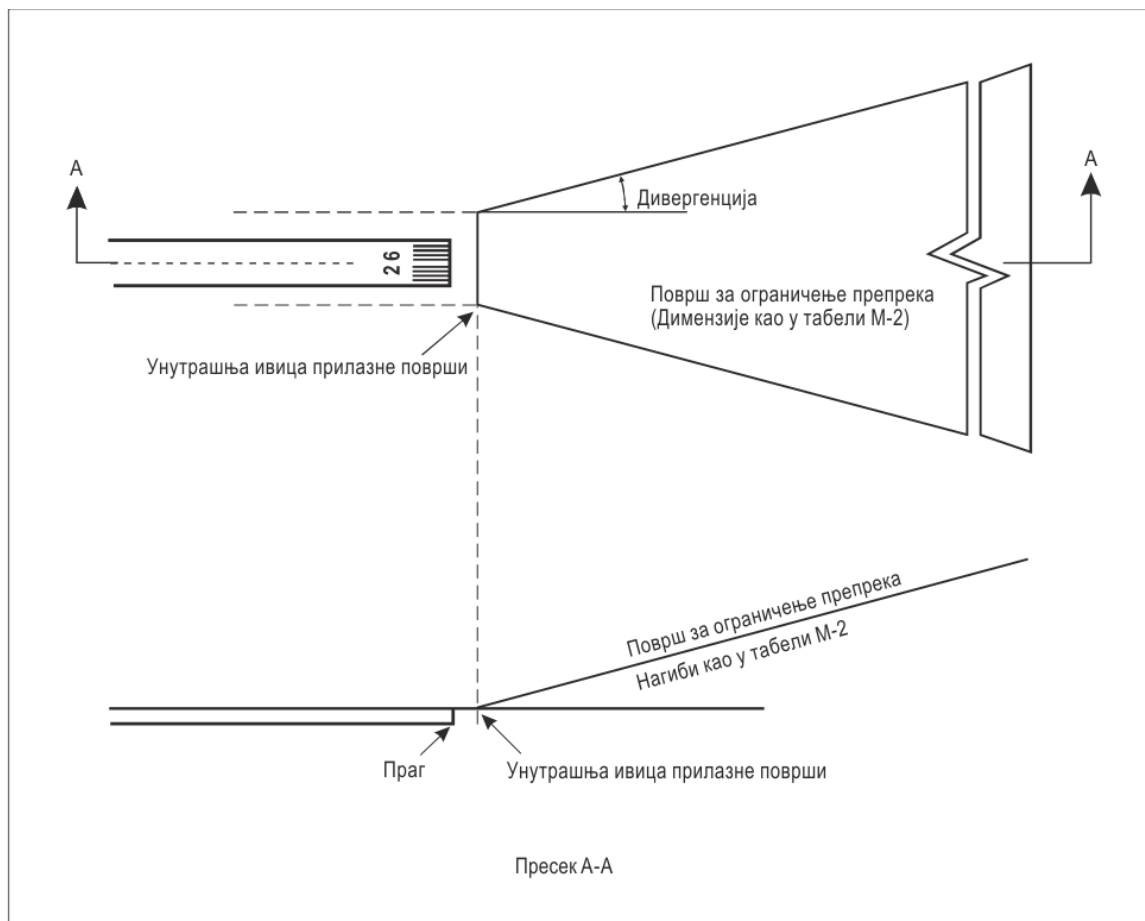 A
A
Дивергенција
26
Површ за ограничење препрека
(Димензије као у табели М-2)
Унутрашња ивица прилазне површи
Површ за ограничење препрека
Нагиби као у табели М-2
Праг
Унутрашња ивица прилазне површи
Пресек А-А